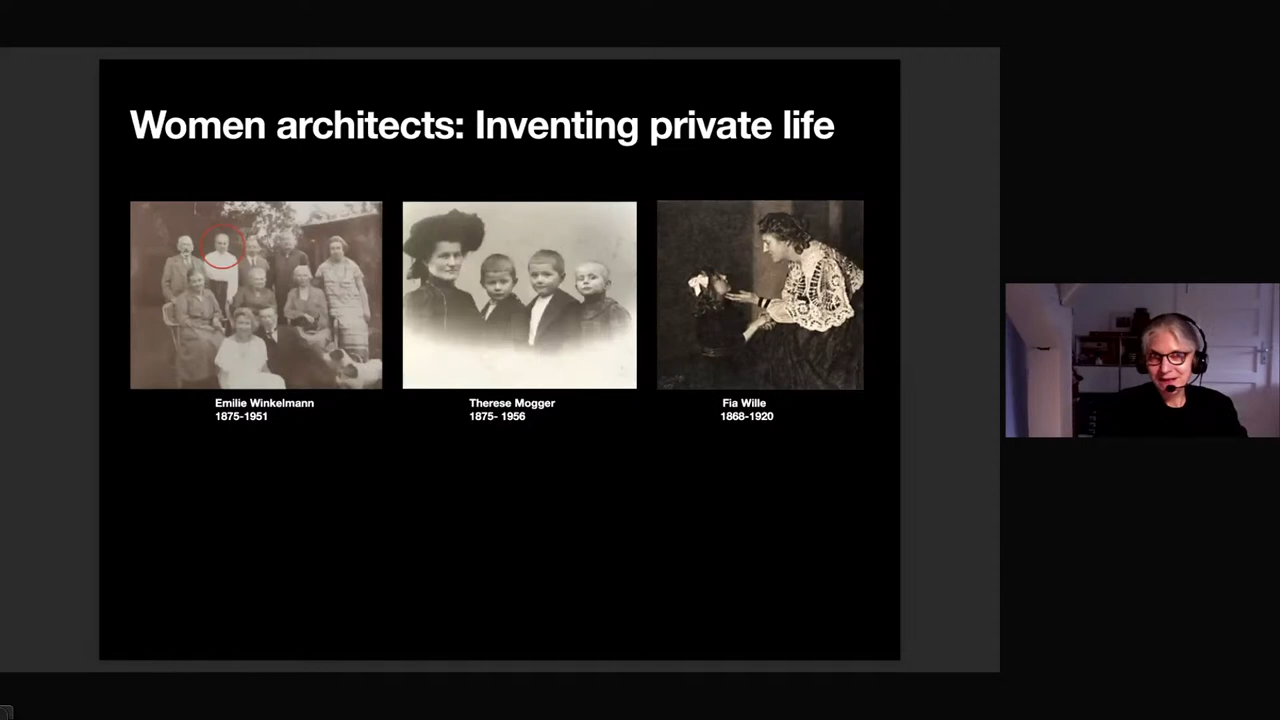 Women architects: Inventing private life
Emilie Winkelmann
1875-1951
Therese Mogger
1875- 1956
Fia Wille
1868-1920